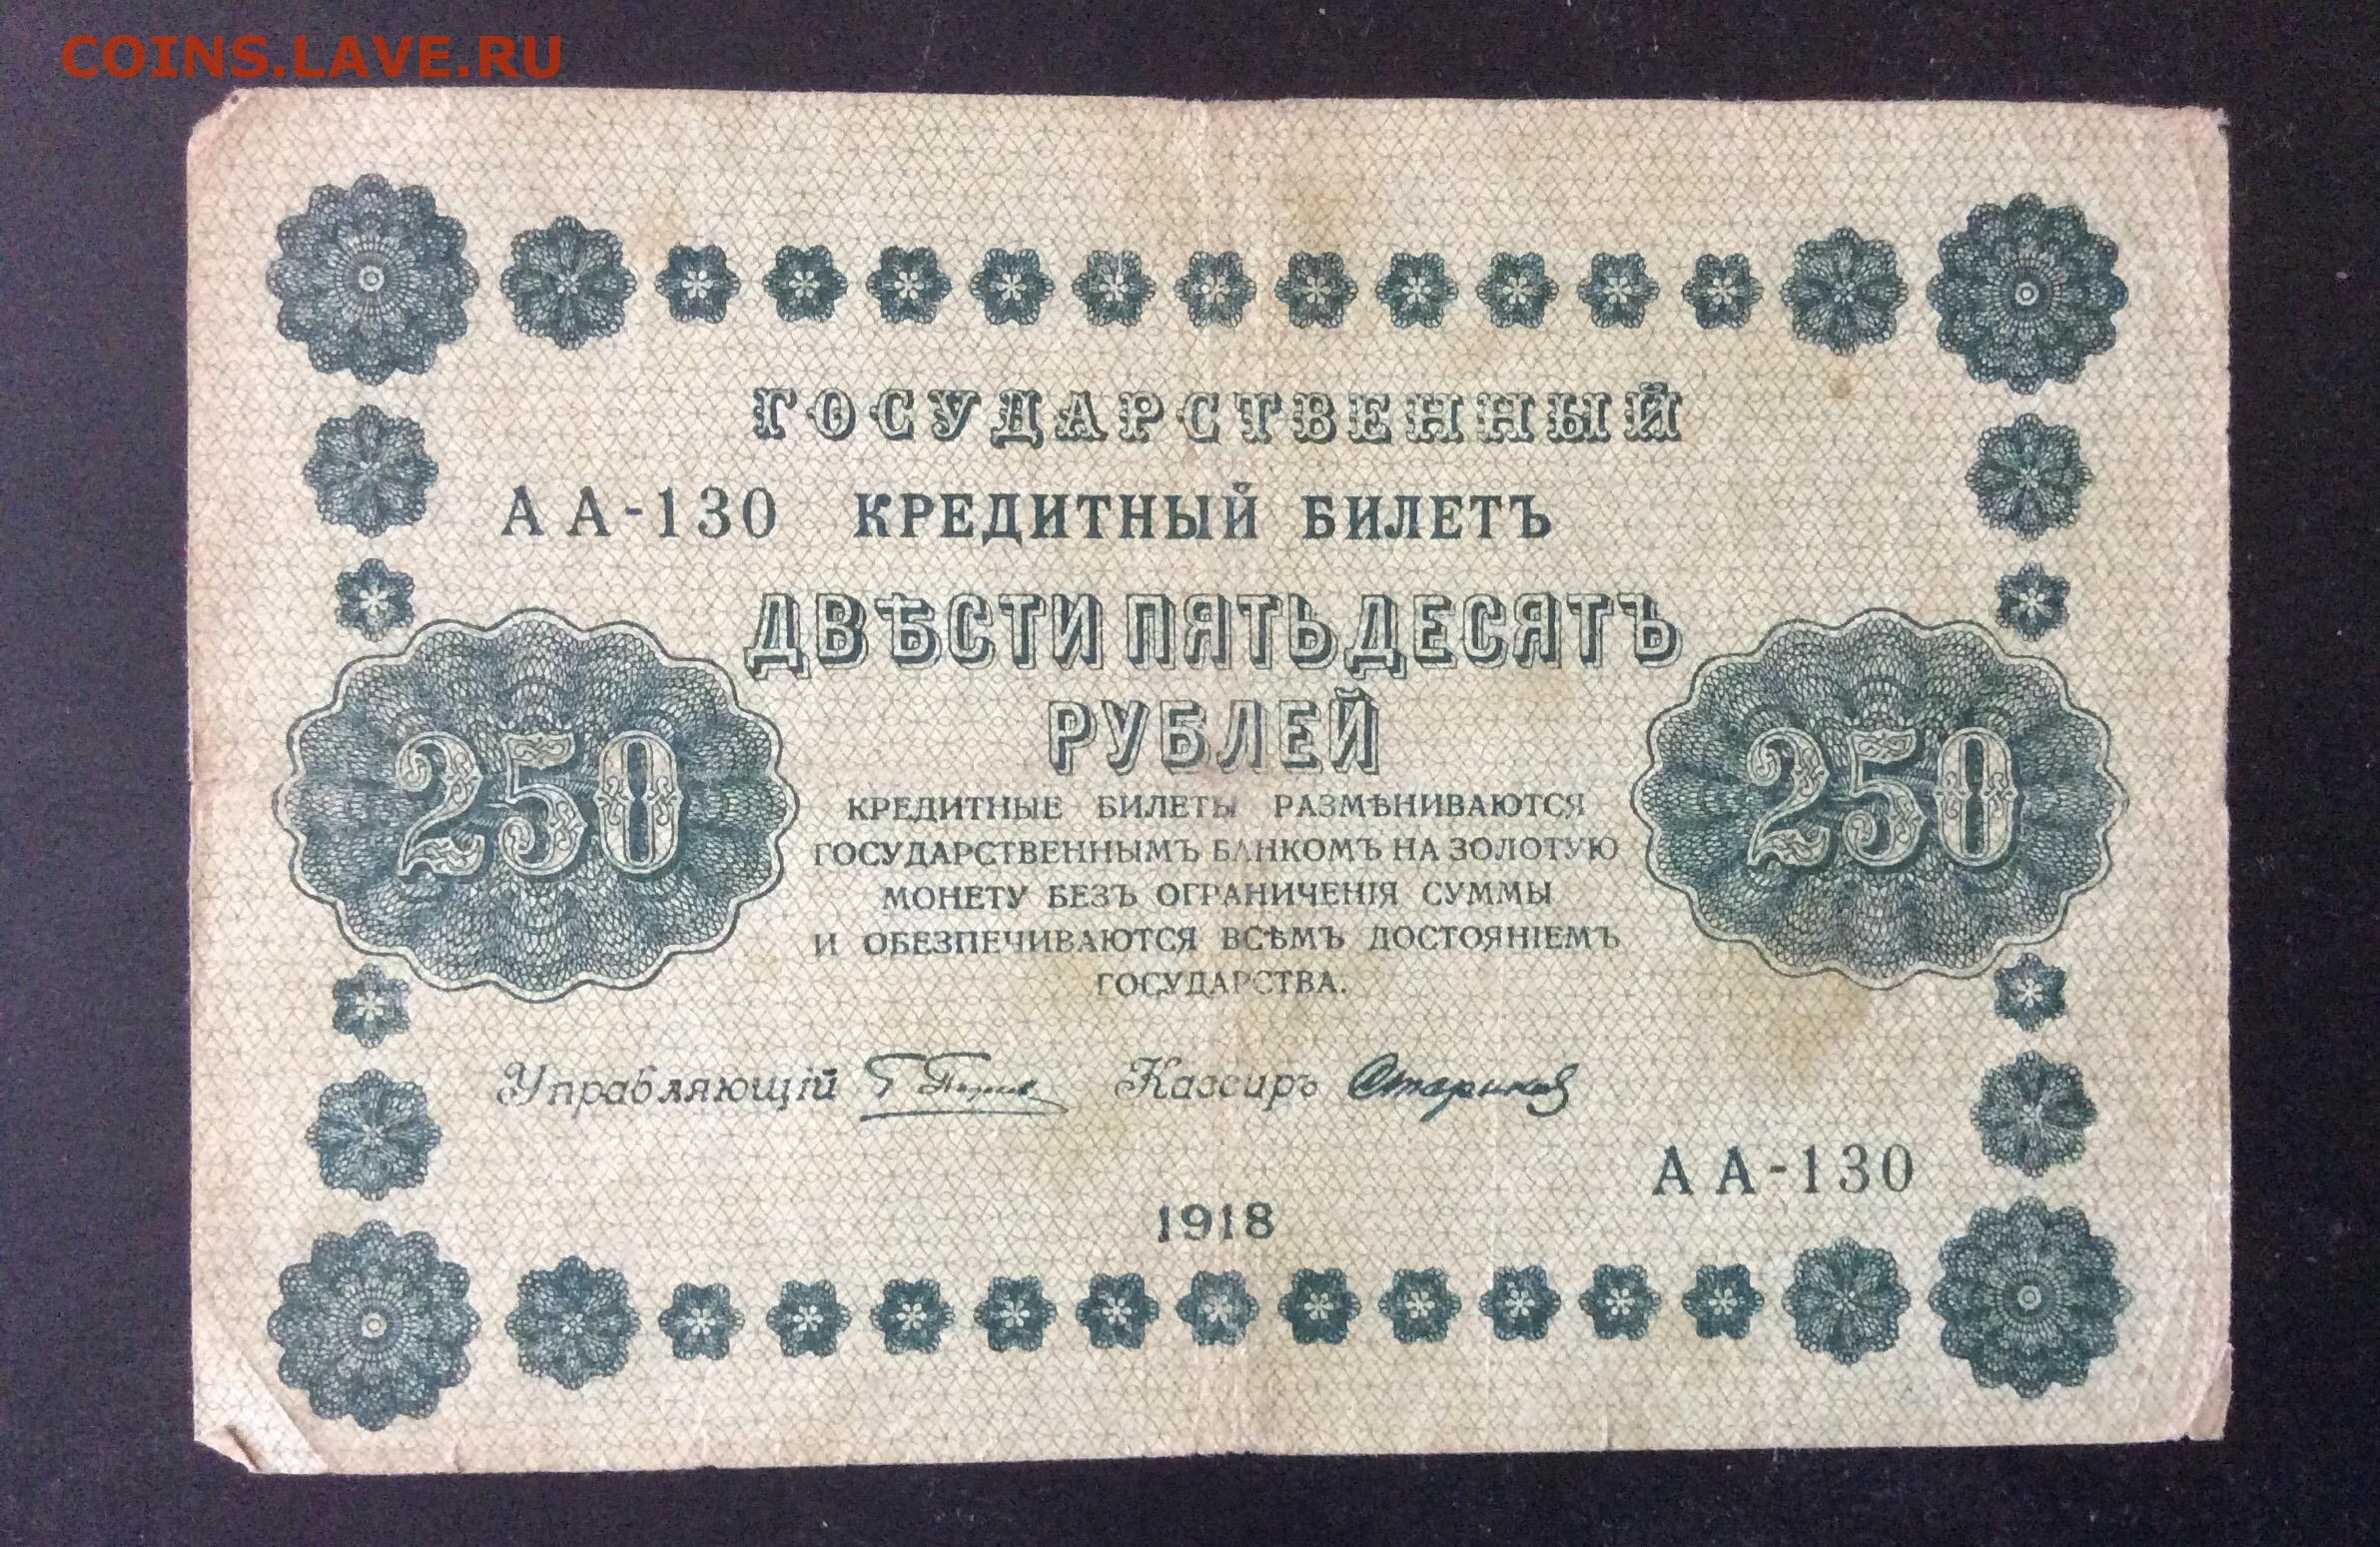 COINS.LAVE.RU
ГОСУДАРСТВЕННЫЙ
АА-130 КРЕДИТНЫЙ БИЛЕТЪ
ДВѢСТИ ПЯТЬДЕСЯТЪ
РУБЛЕЙ
250
250
КРЕДИТНЫЕ БИЛЕТЫ РАЗМѢНИВАЮТСЯ
ГОСУДАРСТВЕННЫМЪ БАНКОМЪ НА ЗОЛОТУЮ
МОНЕТУ БЕЗЪ ОГРАНИЧЕНІЯ СУММЫ
И ОБЕЗПЕЧИВАЮТСЯ ВСѢМЪ ДОСТОЯНІЕМЪ
ГОСУДАРСТВА.
Управляющій Кассиръ
АА-130
1918